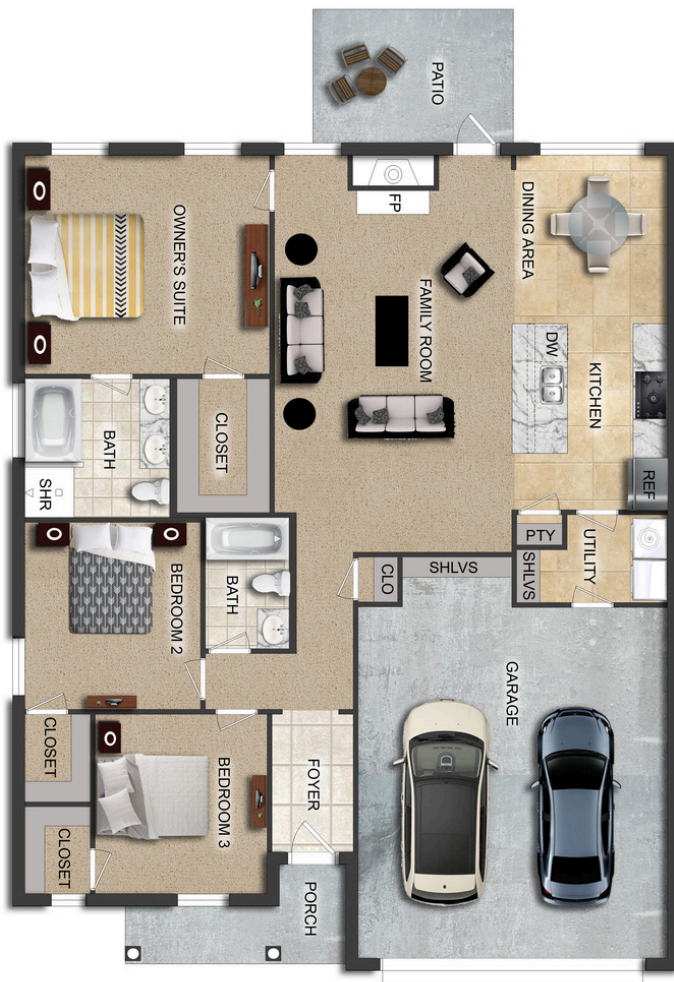 PATIO
OWNER'S SUITE
FP
FAMILY ROOM
DINING AREA
DW
KITCHEN
REF
BATH
SHR
CLOSET
PTY
UTILITY
SHLVS
CLO
SHLVS
BEDROOM 2
BATH
GARAGE
CLOSET
BEDROOM 3
FOYER
CLOSET
PORCH